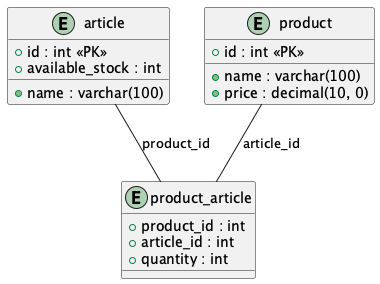 E article
id : int «PK»
available_stock : int
name : varchar(100)
E product
id : int «PK»
name : varchar(100)
price : decimal(10, 0)
product_id
article_id
E product_article
product_id : int
article_id : int
quantity : int